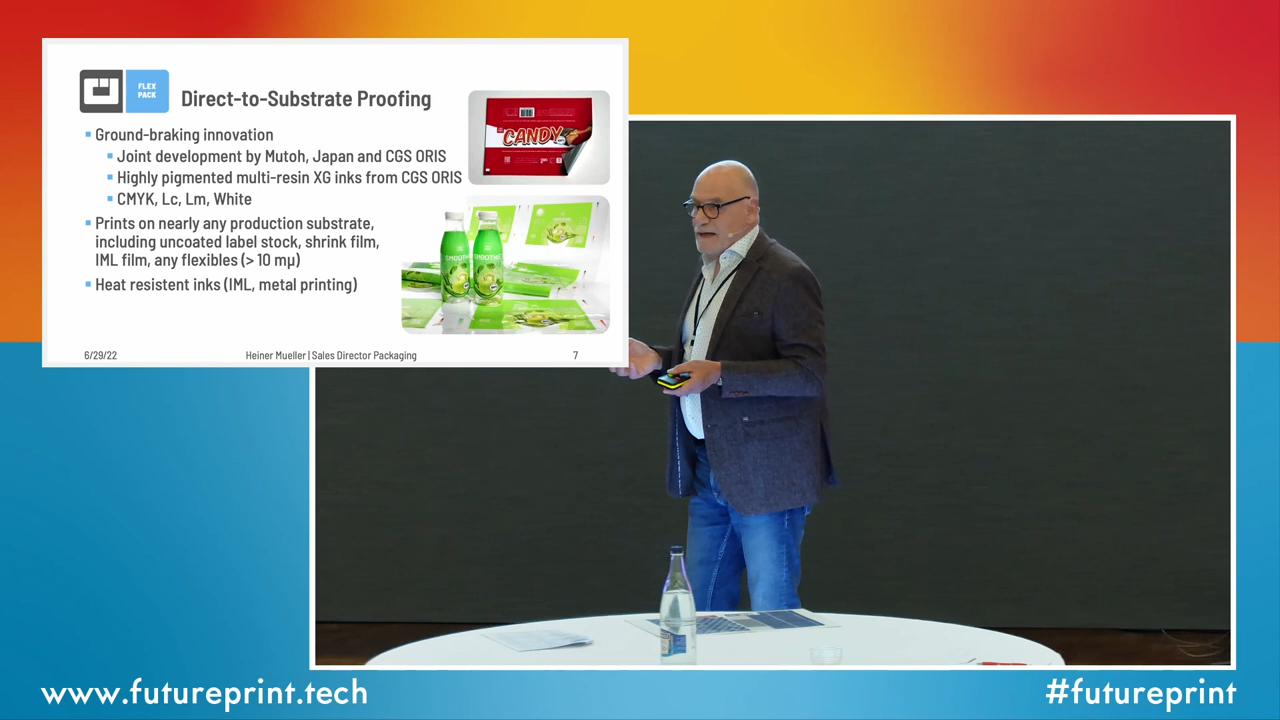 FLEX
PACK
Direct-to-Substrate Proofing
Ground-braking innovation
Joint development by Mutoh, Japan and CGS ORIS
Highly pigmented multi-resin XG inks from CGS ORIS
CMYK, Lc, Lm, White
Prints on nearly any production substrate,
including uncoated label stock, shrink film,
IML film, any flexibles (> 10 mµ)
Heat resistent inks (IML, metal printing)
CANDY
SMOOTHIE
6/29/22
Heiner Mueller | Sales Director Packaging
7
www.futureprint.tech
#futureprint